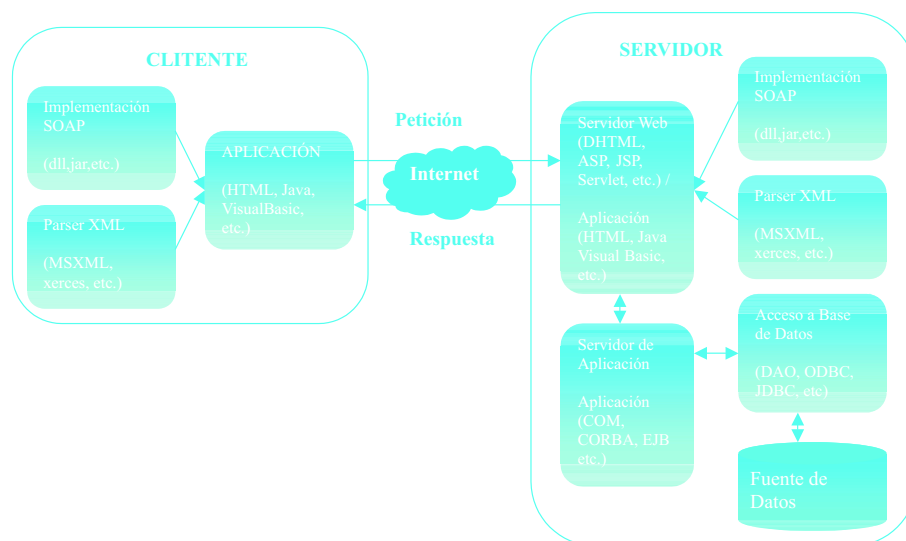 CLITENTE
Implementación
SOAP
(dll,jar,etc.)
Parser XML
(MSXML,
xerces, etc.)
APLICACIÓN
(HTML, Java,
VisualBasic,
etc.)
Petición
Internet
Respuesta
SERVIDOR
Servidor Web
(DHTML,
ASP, JSP,
Servlet, etc.) /
Aplicación
(HTML, Java
Visual Basic,
etc.)
Implementación
SOAP
(dll,jar,etc.)
Parser XML
(MSXML,
xerces, etc.)
Servidor de
Aplicación
Aplicación
(COM,
CORBA, EJB
etc.)
Acceso a Base
de Datos
(DAO, ODBC,
JDBC, etc)
Fuente de
Datos